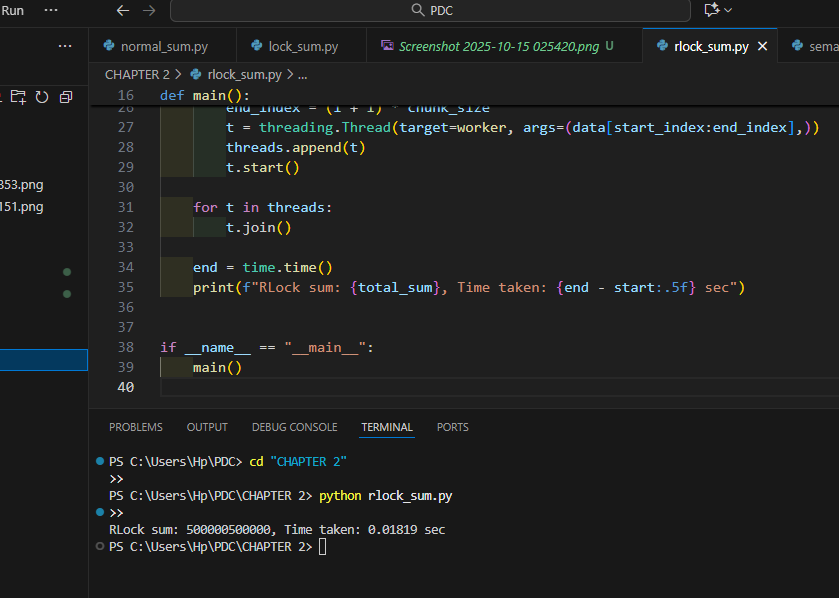 Run ··· PDC
normal_sum.py lock_sum.py Screenshot 2025-10-15 025420.png U rlock_sum.py sema
CHAPTER 2 > rlock_sum.py > ...
16 def main():
26 end_index = (i + 1) * chunk_size
27 t = threading.Thread(target=worker, args=(data[start_index:end_index],))
28 threads.append(t)
29 t.start()
30
31 for t in threads:
32 t.join()
33
34 end = time.time()
35 print(f"RLock sum: {total_sum}, Time taken: {end - start:.5f} sec")
36
37
38 if __name__ == "__main__":
39 main()
40
353.png
151.png
PROBLEMS OUTPUT DEBUG CONSOLE TERMINAL PORTS
PS C:\Users\Hp\PDC> cd "CHAPTER 2"
>>
PS C:\Users\Hp\PDC\CHAPTER 2> python rlock_sum.py
>>
RLock sum: 500000500000, Time taken: 0.01819 sec
PS C:\Users\Hp\PDC\CHAPTER 2>